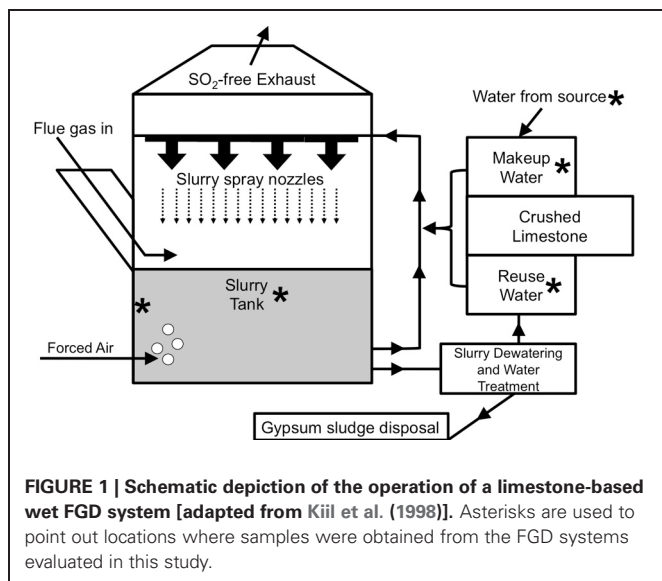 SO₂-free Exhaust
Flue gas in
Water from source*
Makeup
Water *
Slurry spray nozzles
Crushed
Limestone
Slurry
Tank *
*
Reuse
Water *
Forced Air
Slurry Dewatering
and Water
Treatment
Gypsum sludge disposal
FIGURE 1 | Schematic depiction of the operation of a limestone-based
wet FGD system [adapted from Kiil et al. (1998)]. Asterisks are used to
point out locations where samples were obtained from the FGD systems
evaluated in this study.